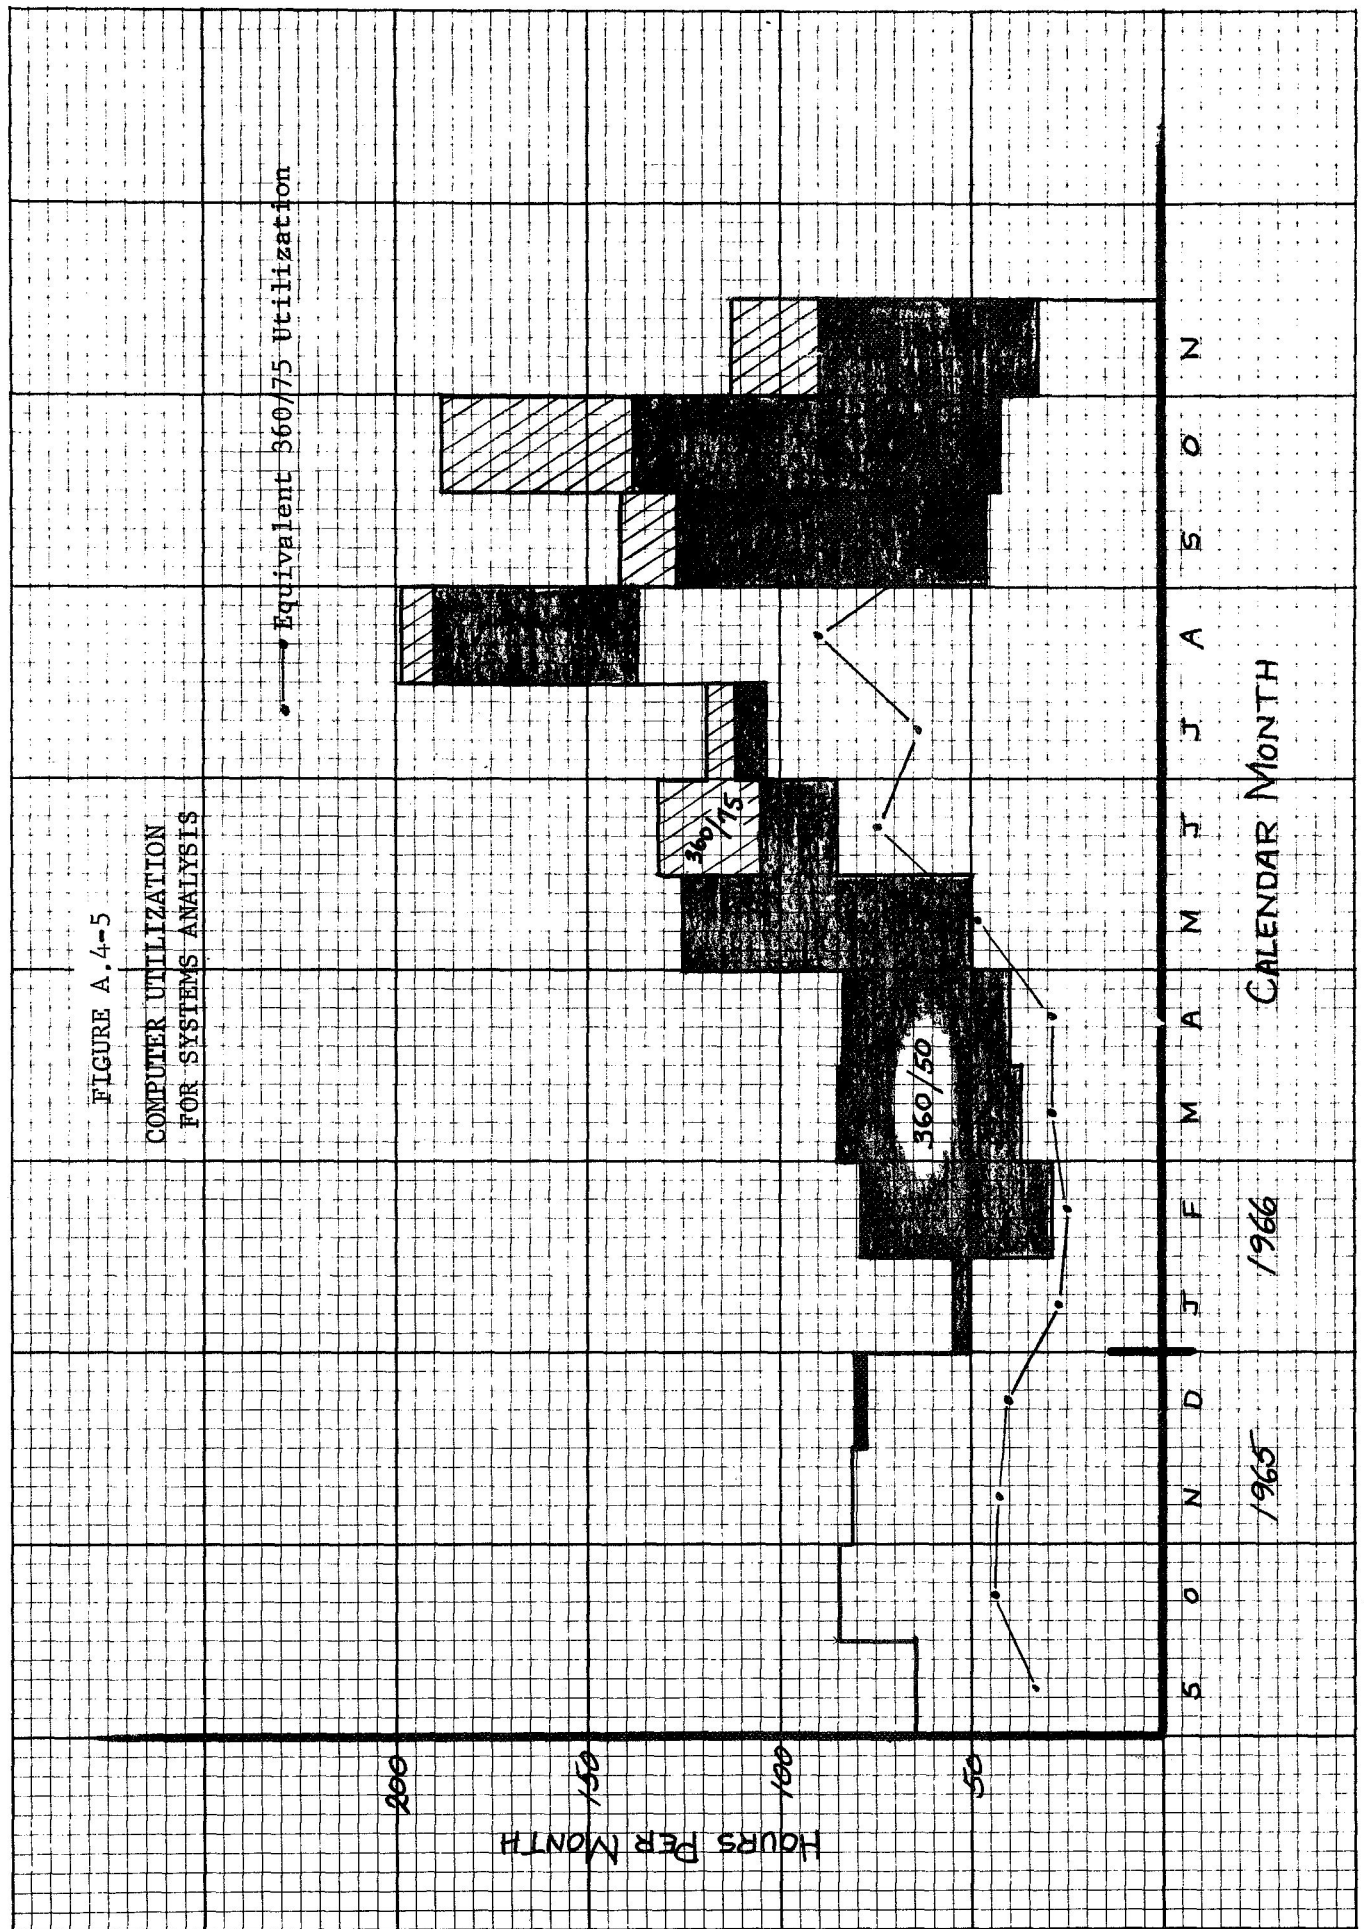 FIGURE A.4-5
COMPUTER UTILIZATION
FOR SYSTEMS ANALYSIS
Equivalent 360/75 Utilization
HOURS PER MONTH
200
150
100
50
360/75
360/50
S O N D J F M A M J J A S O N
1965 1966 CALENDAR MONTH